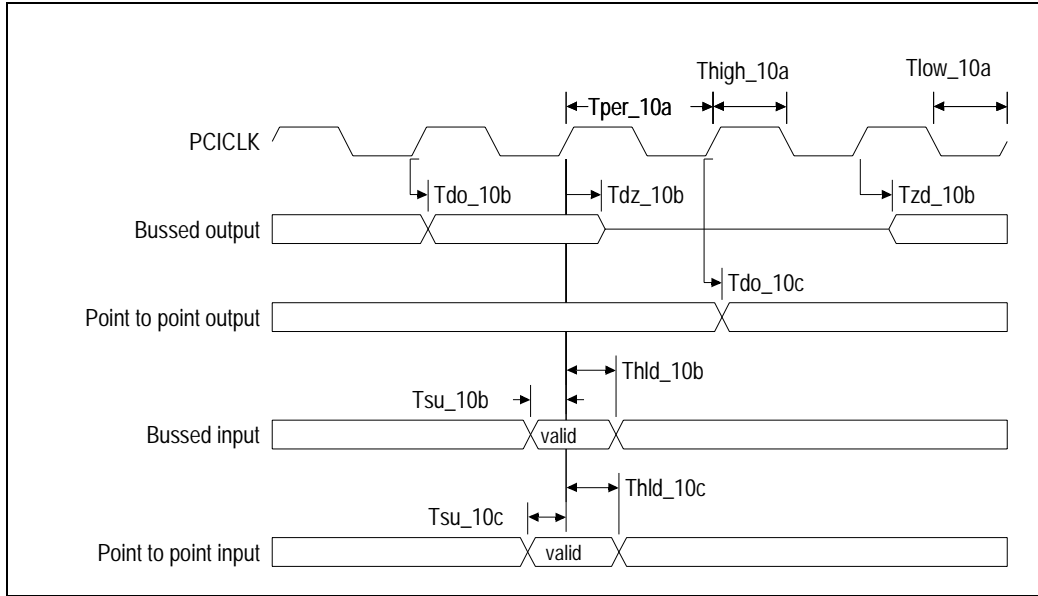 Thigh_10a
Tlow_10a
Tper_10a
PCICLK
Tdo_10b
Tdz_10b
Tzd_10b
Bussed output
Tdo_10c
Point to point output
Thld_10b
Tsu_10b
Bussed input
valid
Thld_10c
Tsu_10c
Point to point input
valid